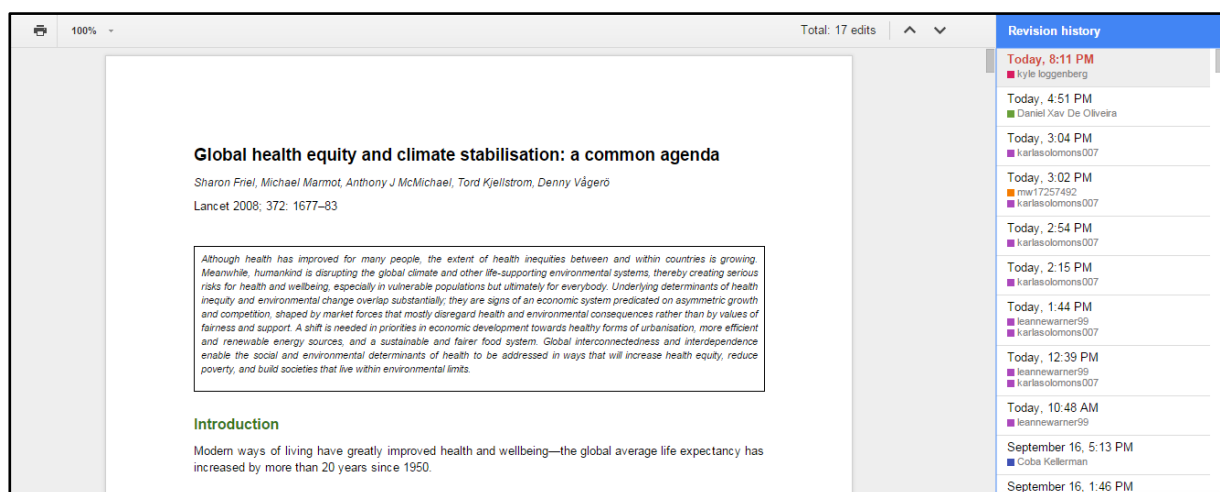 100%
Total: 17 edits
Revision history
Global health equity and climate stabilisation: a common agenda
Sharon Friel, Michael Marmot, Anthony J McMichael, Tord Kjellstrom, Denny Vågerö
Lancet 2008; 372: 1677–83
Although health has improved for many people, the extent of health inequities between and within countries is growing.
Meanwhile, humankind is disrupting the global climate and other life-supporting environmental systems, thereby creating serious
risks for health and wellbeing, especially in vulnerable populations but ultimately for everybody. Underlying determinants of health
inequity and environmental change overlap substantially; they are signs of an economic system predicated on asymmetric growth
and competition, shaped by market forces that mostly disregard health and environmental consequences rather than by values of
fairness and support. A shift is needed in priorities in economic development towards healthy forms of urbanisation, more efficient
and renewable energy sources, and a sustainable and fairer food system. Global interconnectedness and interdependence
enable the social and environmental determinants of health to be addressed in ways that will increase health equity, reduce
poverty, and build societies that live within environmental limits.
Introduction
Modern ways of living have greatly improved health and wellbeing—the global average life expectancy has
increased by more than 20 years since 1950.
Today, 8:11 PM
kyle loggenberg
Today, 4:51 PM
Daniel Xav De Oliveira
Today, 3:04 PM
karlasolomons007
Today, 3:02 PM
mw17257492
karlasolomons007
Today, 2:54 PM
karlasolomons007
Today, 2:15 PM
karlasolomons007
Today, 1:44 PM
leannewarner99
karlasolomons007
Today, 12:39 PM
leannewarner99
karlasolomons007
Today, 10:48 AM
leannewarner99
September 16, 5:13 PM
Coba Kellerman
September 16, 1:46 PM